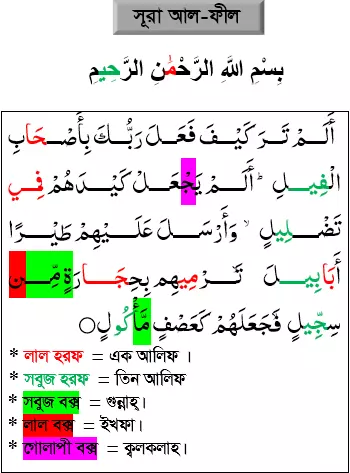 সূরা আল-ফীল
بِسْمِ اللَّهِ الرَّحْمَٰنِ الرَّحِيمِ
أَلَمْ تَرَ كَيْفَ فَعَلَ رَبُّكَ بِأَصْحَابِ
الْفِيلِ ؕ أَلَمْ يَجْعَلْ كَيْدَهُمْ فِي
تَضْلِيلٍ ۙ وَأَرْسَلَ عَلَيْهِمْ طَيْرًا
أَبَابِيلَ تَرْمِيهِم بِحِجَارَةٍ مِّن
سِجِّيلٍ فَجَعَلَهُمْ كَعَصْفٍ مَّأْكُولٍ ○
* লাল হরফ = এক আলিফ ।
* সবুজ হরফ = তিন আলিফ
* সবুজ বক্স = গুন্নাহ্।
* লাল বক্স = ইখফা।
* গোলাপী বক্স = ক্বলকলাহ।